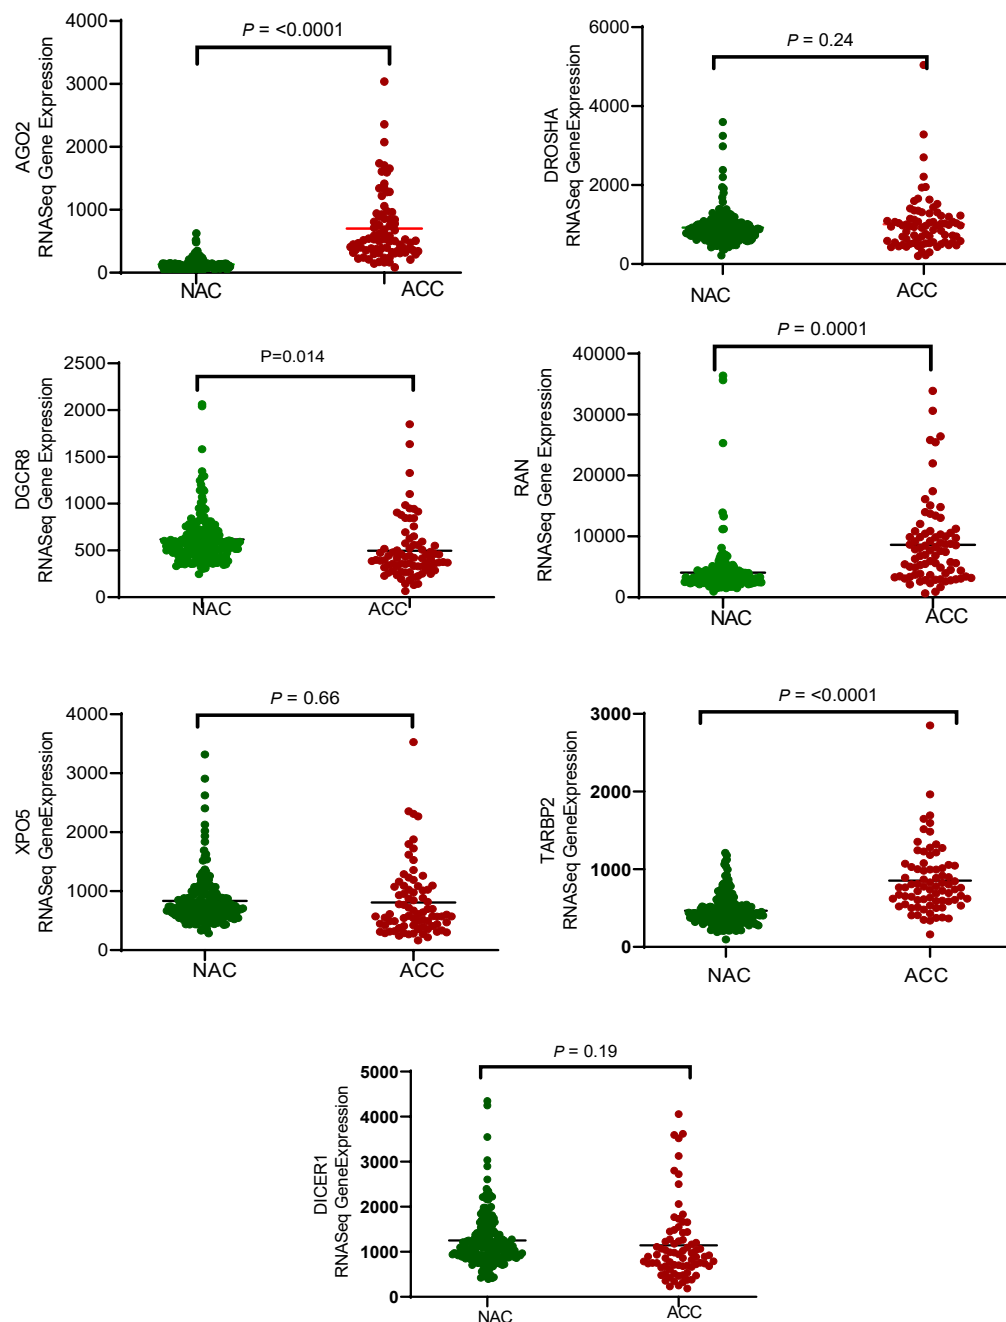 P = <0.0001
AGO2
RNASeq Gene Expression
4000
3000
2000
1000
0
NAC
ACC
P = 0.24
DROSHA
RNASeq GeneExpression
6000
4000
2000
0
NAC
ACC
P=0.014
DGCR8
RNASeq Gene Expression
2500
2000
1500
1000
500
0
NAC
ACC
P = 0.0001
RAN
RNASeq Gene Expression
40000
30000
20000
10000
0
NAC
ACC
P = 0.66
XPO5
RNASeq GeneExpression
4000
3000
2000
1000
0
NAC
ACC
P = <0.0001
TARBP2
RNASeq GeneExpression
3000
2000
1000
0
NAC
ACC
P = 0.19
DICER1
RNASeq GeneExpression
5000
4000
3000
2000
1000
0
NAC
ACC